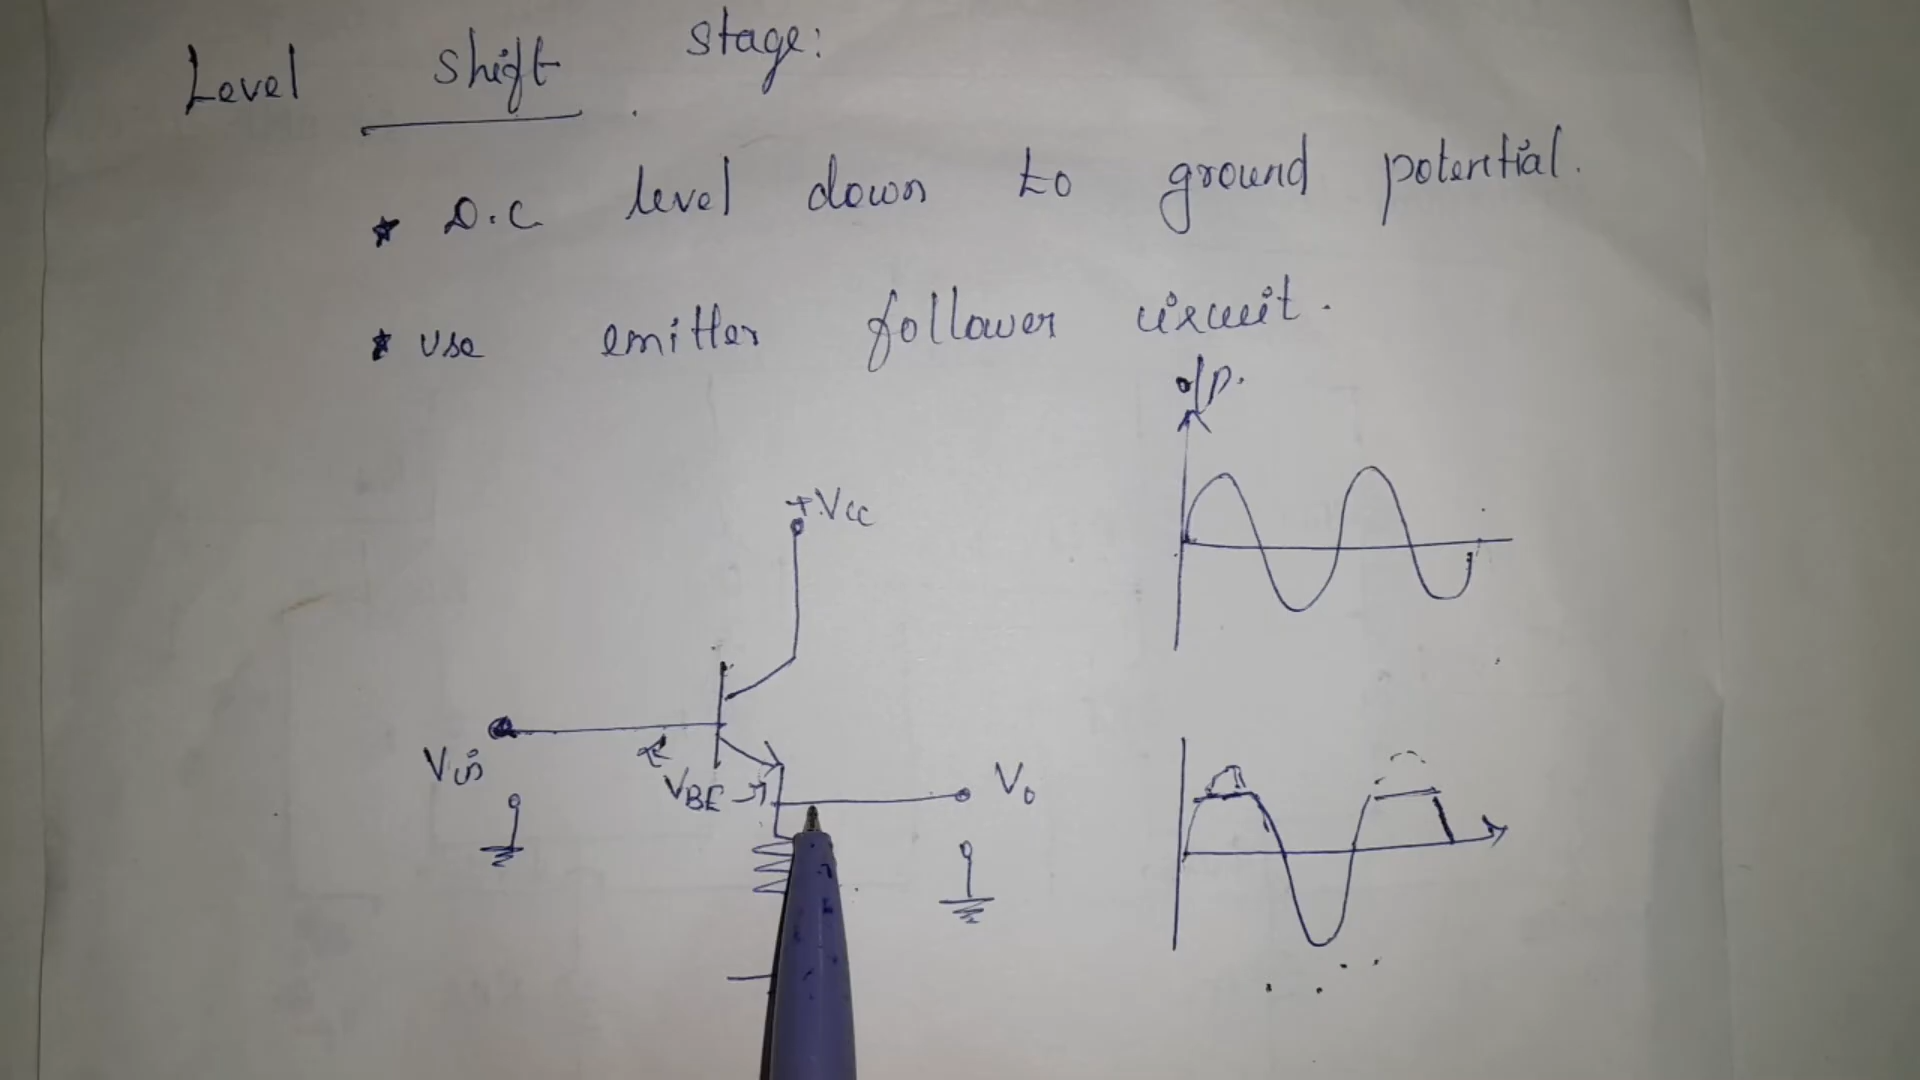 Level shift stage:
* D.C level down to ground potential.
* Use emitter follower circuit.
o/p.
+Vcc
Vin
VBE
Vo